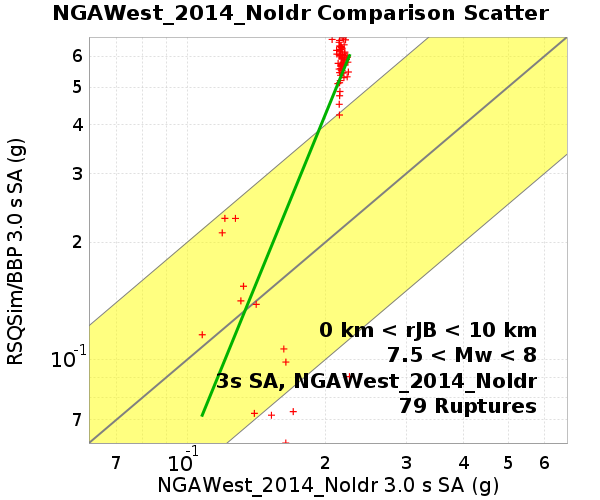 NGAWest_2014_NoIdr Comparison Scatter
RSQSim/BBP 3.0 s SA (g)
6
5
4
3
2
10-1
7
0 km < rJB < 10 km
7.5 < Mw < 8
3s SA, NGAWest_2014_NoIdr
79 Ruptures
7 10-1 2 3 4 5 6
NGAWest_2014_NoIdr 3.0 s SA (g)